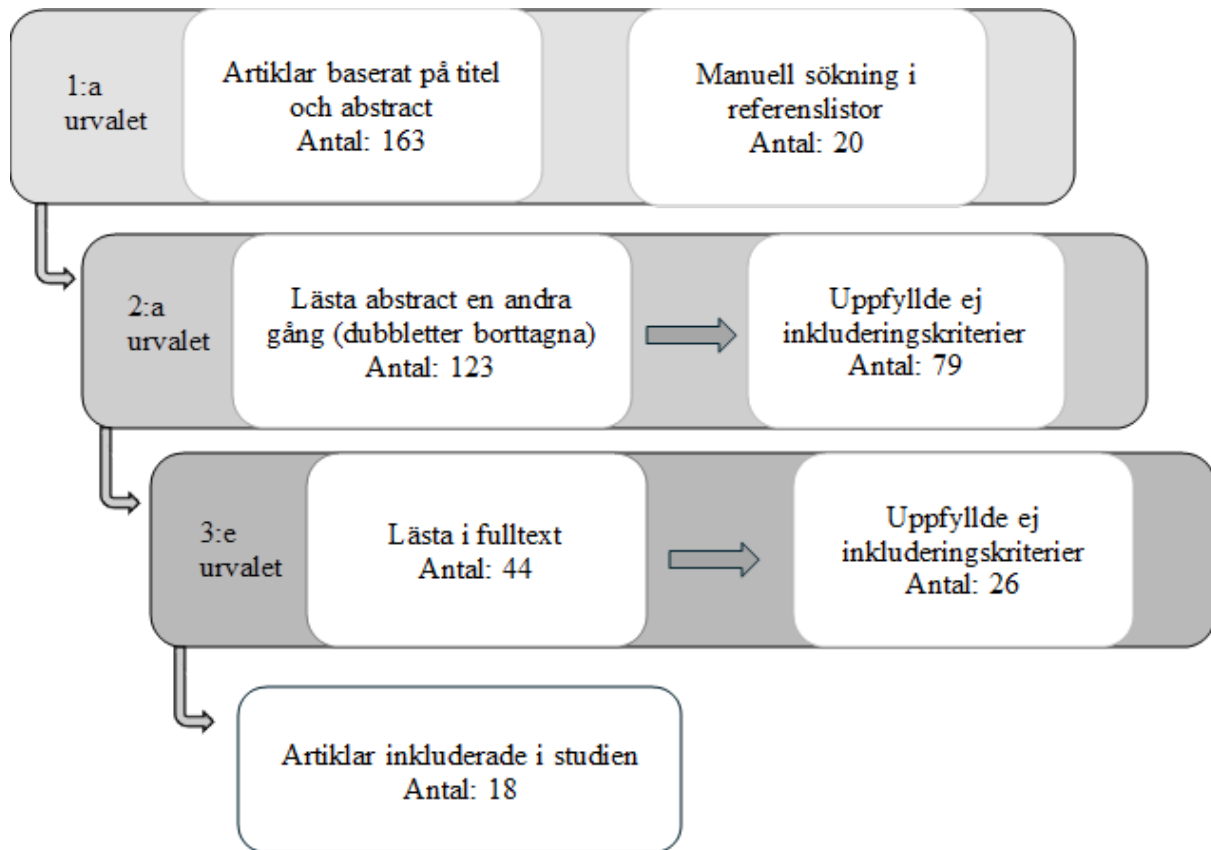 1:a
urvalet
Artiklar baserat på titel
och abstract
Antal: 163
Manuell sökning i
referenslistor
Antal: 20
2:a
urvalet
Lästa abstract en andra
gång (dubbletter borttagna)
Antal: 123
Uppfyllde ej
inkluderingskriterier
Antal: 79
3:e
urvalet
Lästa i fulltext
Antal: 44
Uppfyllde ej
inkluderingskriterier
Antal: 26
Artiklar inkluderade i studien
Antal: 18